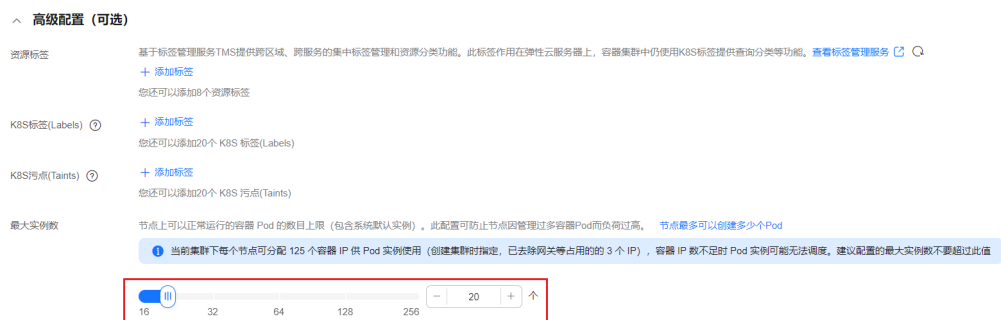 高级配置（可选）
资源标签 基于标签管理服务TMS提供跨区域、跨服务的集中标签管理和资源分类功能。此标签作用在弹性云服务器上，容器集群中仍使用K8S标签提供查询分类等功能。查看标签管理服务
+ 添加标签
您还可以添加8个资源标签
K8S标签(Labels) ? + 添加标签
您还可以添加20个 K8S 标签(Labels)
K8S污点(Taints) ? + 添加标签
您还可以添加20个 K8S 污点(Taints)
最大实例数 节点上可以正常运行的容器 Pod 的数目上限（包含系统默认实例）。此配置可防止节点因管理过多容器Pod而负荷过高。 节点最多可以创建多少个Pod
当前集群下每个节点可分配 125 个容器 IP 供 Pod 实例使用（创建集群时指定，已去除网关等占用的的 3 个 IP），容器 IP 数不足时 Pod 实例可能无法调度。建议配置的最大实例数不要超过此值
− 20 + 个
16 32 64 128 256